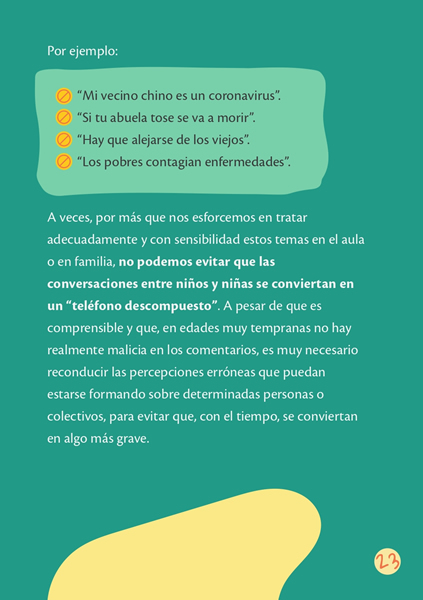 Por ejemplo:
“Mi vecino chino es un coronavirus”.
“Si tu abuela tose se va a morir”.
“Hay que alejarse de los viejos”.
“Los pobres contagian enfermedades”.
A veces, por más que nos esforcemos en tratar
adecuadamente y con sensibilidad estos temas en el aula
o en familia, no podemos evitar que las
conversaciones entre niños y niñas se conviertan en
un “teléfono descompuesto”. A pesar de que es
comprensible y que, en edades muy tempranas no hay
realmente malicia en los comentarios, es muy necesario
reconducir las percepciones erróneas que puedan
estarse formando sobre determinadas personas o
colectivos, para evitar que, con el tiempo, se conviertan
en algo más grave.
23